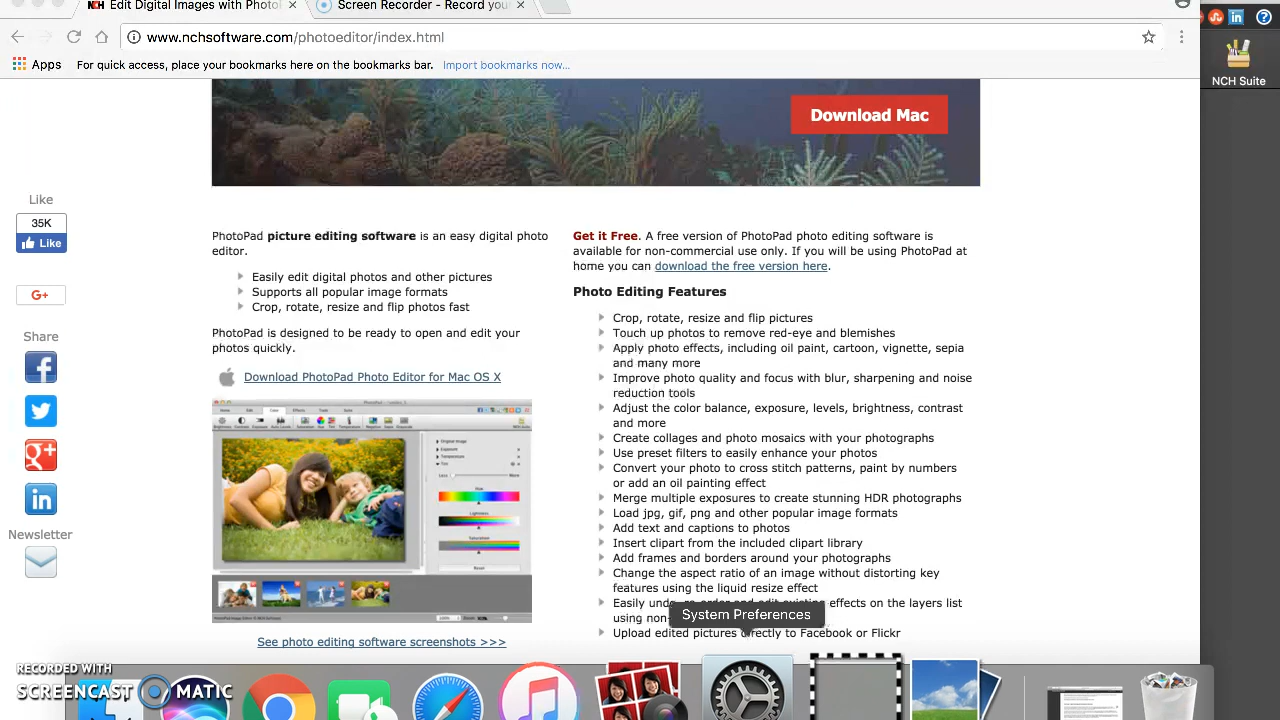 NCH Edit Digital Images with Photo
Screen Recorder - Record your
www.nchsoftware.com/photoeditor/index.html
Apps For quick access, place your bookmarks here on the bookmarks bar. Import bookmarks now...
NCH Suite
Download Mac
Like
35K
Like
G+
Share
Newsletter
PhotoPad picture editing software is an easy digital photo
editor.
Easily edit digital photos and other pictures
Supports all popular image formats
Crop, rotate, resize and flip photos fast
PhotoPad is designed to be ready to open and edit your
photos quickly.
Download PhotoPad Photo Editor for Mac OS X
See photo editing software screenshots >>>
Get it Free. A free version of PhotoPad photo editing software is
available for non-commercial use only. If you will be using PhotoPad at
home you can download the free version here.
Photo Editing Features
Crop, rotate, resize and flip pictures
Touch up photos to remove red-eye and blemishes
Apply photo effects, including oil paint, cartoon, vignette, sepia
and many more
Improve photo quality and focus with blur, sharpening and noise
reduction tools
Adjust the color balance, exposure, levels, brightness, contrast
and more
Create collages and photo mosaics with your photographs
Use preset filters to easily enhance your photos
Convert your photo to cross stitch patterns, paint by numbers
or add an oil painting effect
Merge multiple exposures to create stunning HDR photographs
Load jpg, gif, png and other popular image formats
Add text and captions to photos
Insert clipart from the included clipart library
Add frames and borders around your photographs
Change the aspect ratio of an image without distorting key
features using the liquid resize effect
Easily effects on the layers list
using
System Preferences
Upload edited pictures directly to Facebook or Flickr
RECORDED WITH
SCREENCAST MATIC